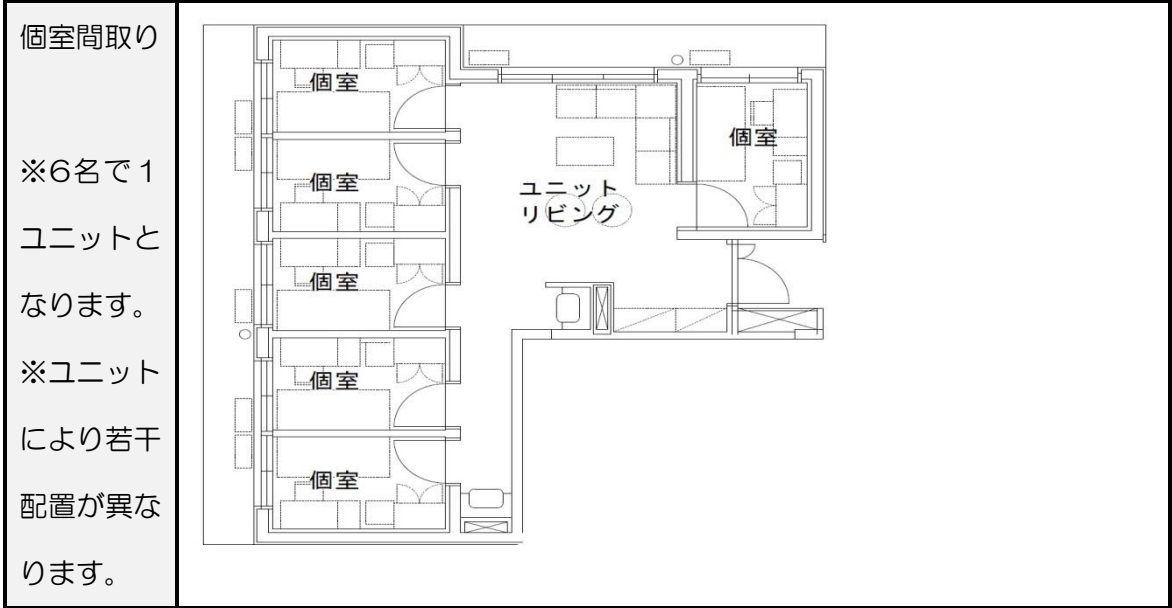 個室間取り
※6名で1
ユニットと
なります。
※ユニット
により若干
配置が異な
ります。
個室
個室
個室
個室
個室
ユニット
リビング
個室